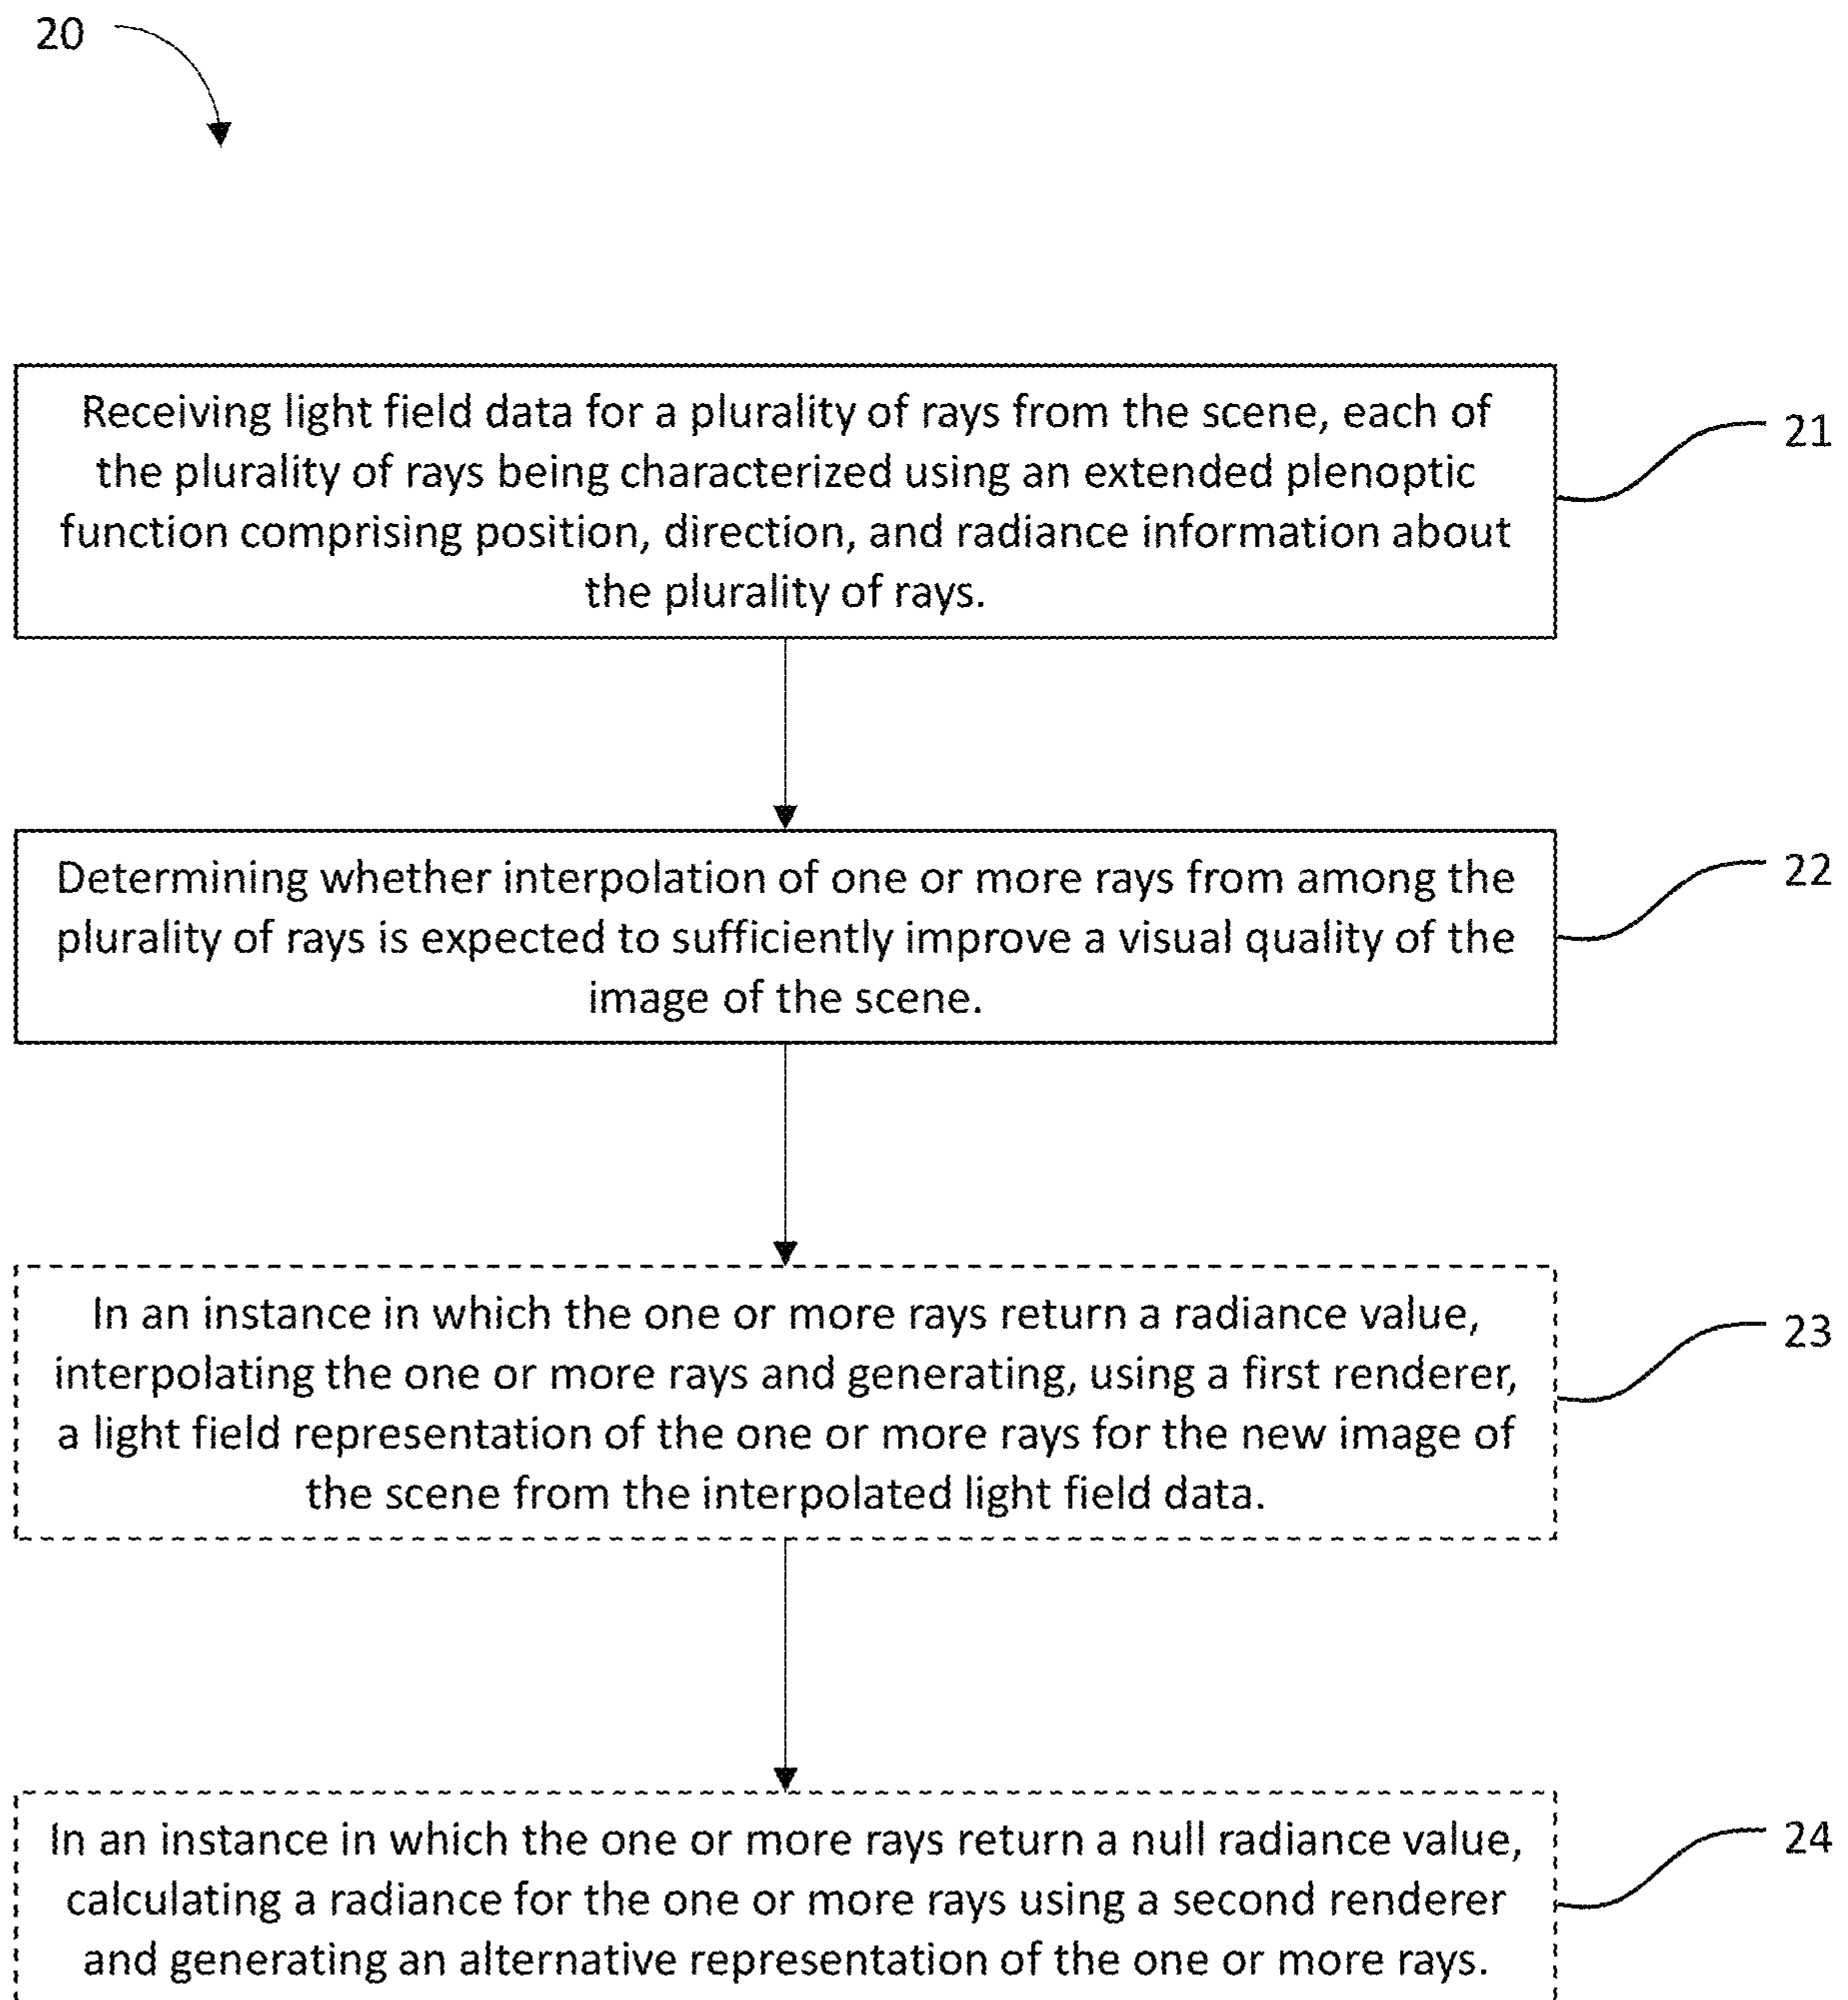 20
Receiving light field data for a plurality of rays from the scene, each of
the plurality of rays being characterized using an extended plenoptic
function comprising position, direction, and radiance information about
the plurality of rays.
21
Determining whether interpolation of one or more rays from among the
plurality of rays is expected to sufficiently improve a visual quality of the
image of the scene.
22
In an instance in which the one or more rays return a radiance value,
interpolating the one or more rays and generating, using a first renderer,
a light field representation of the one or more rays for the new image of
the scene from the interpolated light field data.
23
In an instance in which the one or more rays return a null radiance value,
calculating a radiance for the one or more rays using a second renderer
and generating an alternative representation of the one or more rays.
24